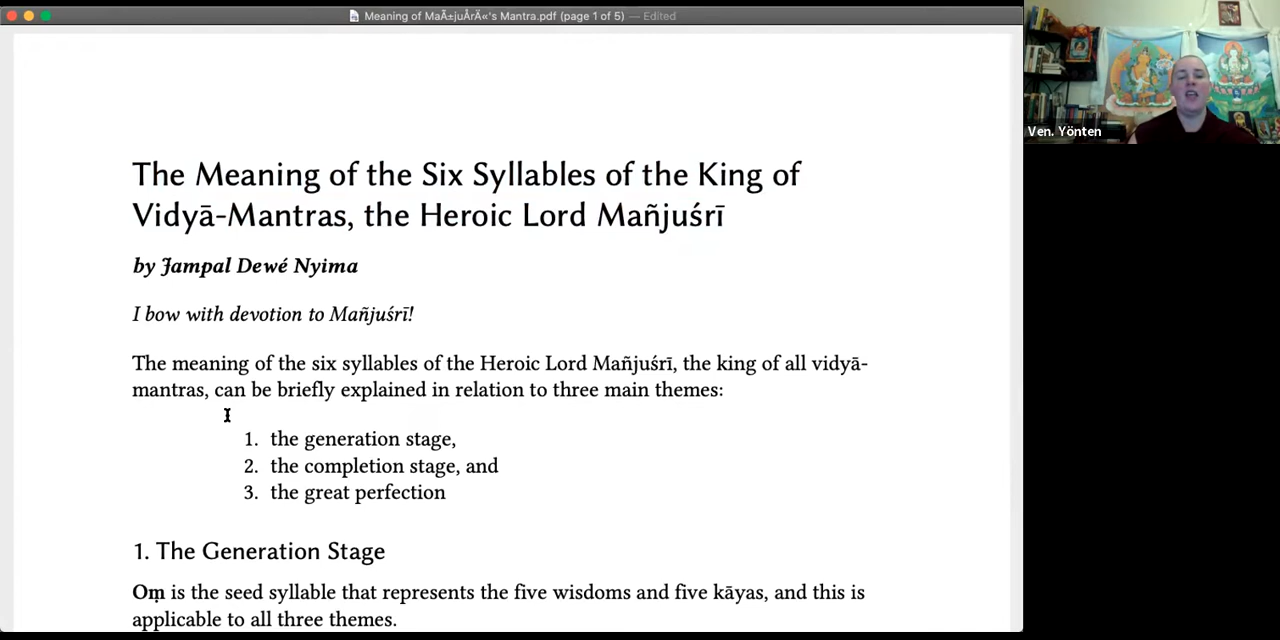 Meaning of MaÃ±juÅrÄ«'s Mantra.pdf (page 1 of 5) — Edited
The Meaning of the Six Syllables of the King of
Vidyā-Mantras, the Heroic Lord Mañjuśrī
by Jampal Dewé Nyima
I bow with devotion to Mañjuśrī!
The meaning of the six syllables of the Heroic Lord Mañjuśrī, the king of all vidyā-
mantras, can be briefly explained in relation to three main themes:
1. the generation stage,
2. the completion stage, and
3. the great perfection
1. The Generation Stage
Oṃ is the seed syllable that represents the five wisdoms and five kāyas, and this is
applicable to all three themes.
Ven. Yönten